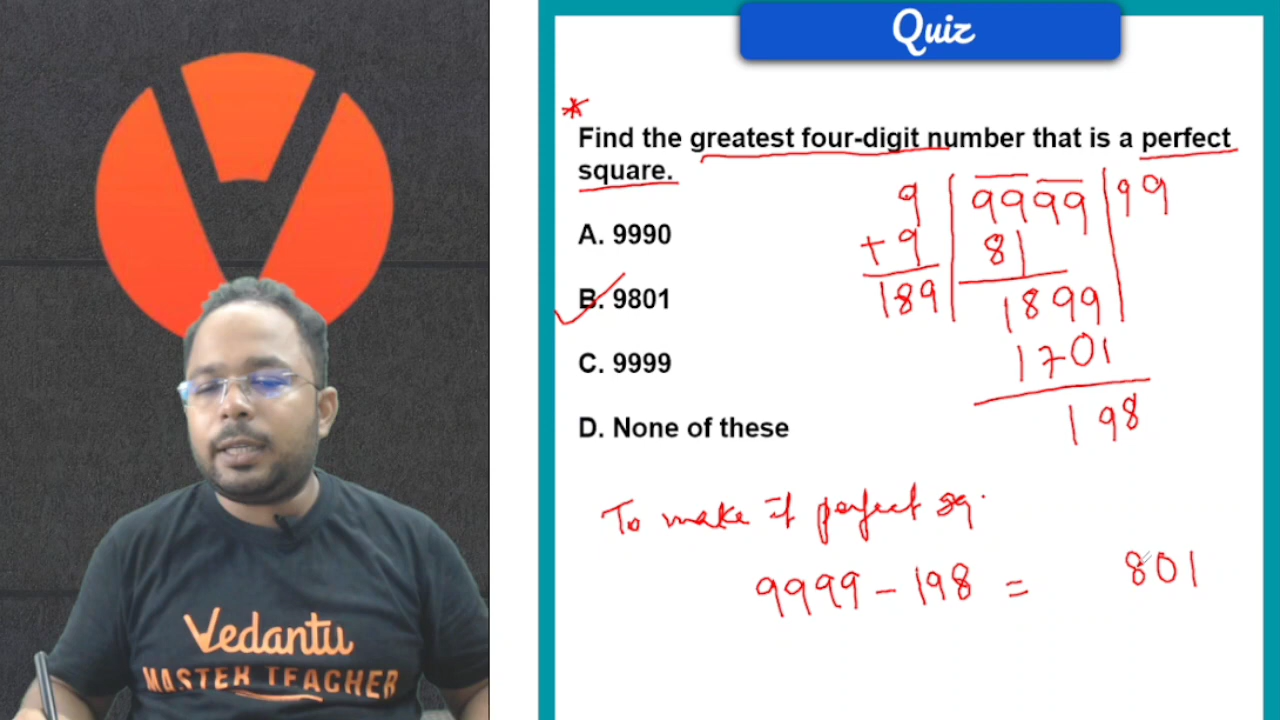 Quiz
*
Find the greatest four-digit number that is a perfect
square.
A. 9990
B. 9801
C. 9999
D. None of these
9 | 9999 | 99
+ 9 | 81
189 | 1899
1701
198
To make it perfect sq.
9999 - 198 = 801
Vedantu
MASTER TEACHER